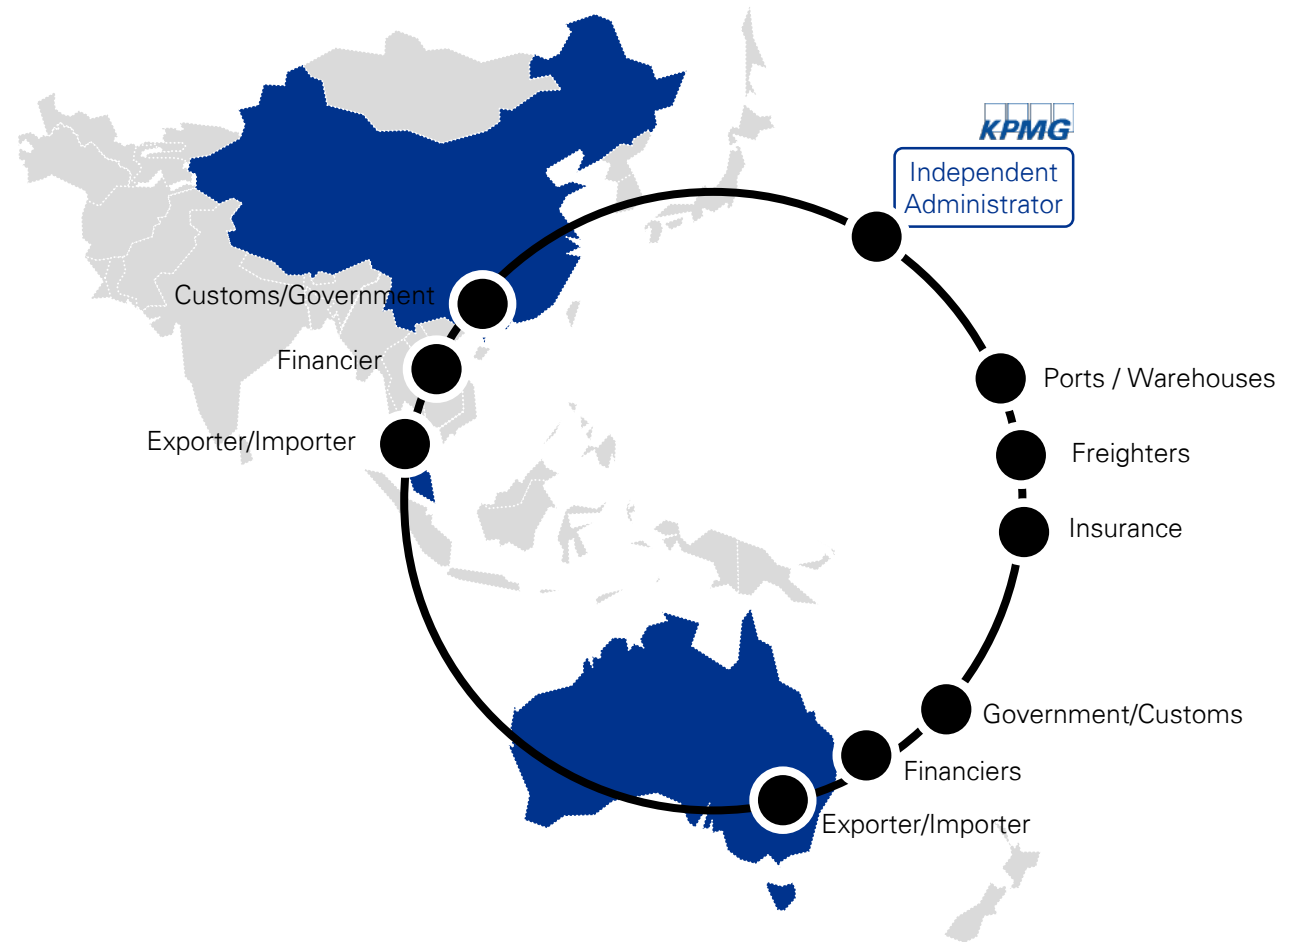 KPMG
Independent
Administrator
Customs/Government
Financier
Exporter/Importer
Ports / Warehouses
Freighters
Insurance
Government/Customs
Financiers
Exporter/Importer